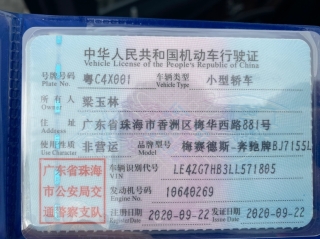 中华人民共和国机动车行驶证
Vehicle License of the People's Republic of China
号牌号码 粤C4X001 车辆类型 小型轿车
Plate No. Vehicle Type
所有人 梁玉林
Owner
住址 广东省珠海市香洲区梅华西路881号
Address
使用性质 非营运 品牌型号 梅赛德斯-奔驰牌BJ7155L
Use Character Model
广东省珠海市公安局交通警察支队
车辆识别代号 LE4ZG7HB3LL571805
VIN
发动机号码 10640269
Engine No.
注册日期 2020-09-22 发证日期 2020-09-22
Register Date Issue Date